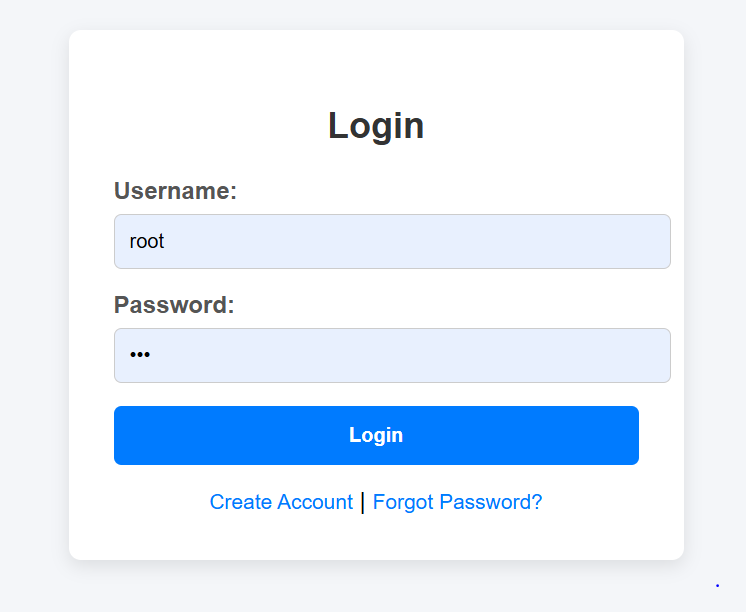 Login
Username:
root
Password:
•••
Login
Create Account | Forgot Password?